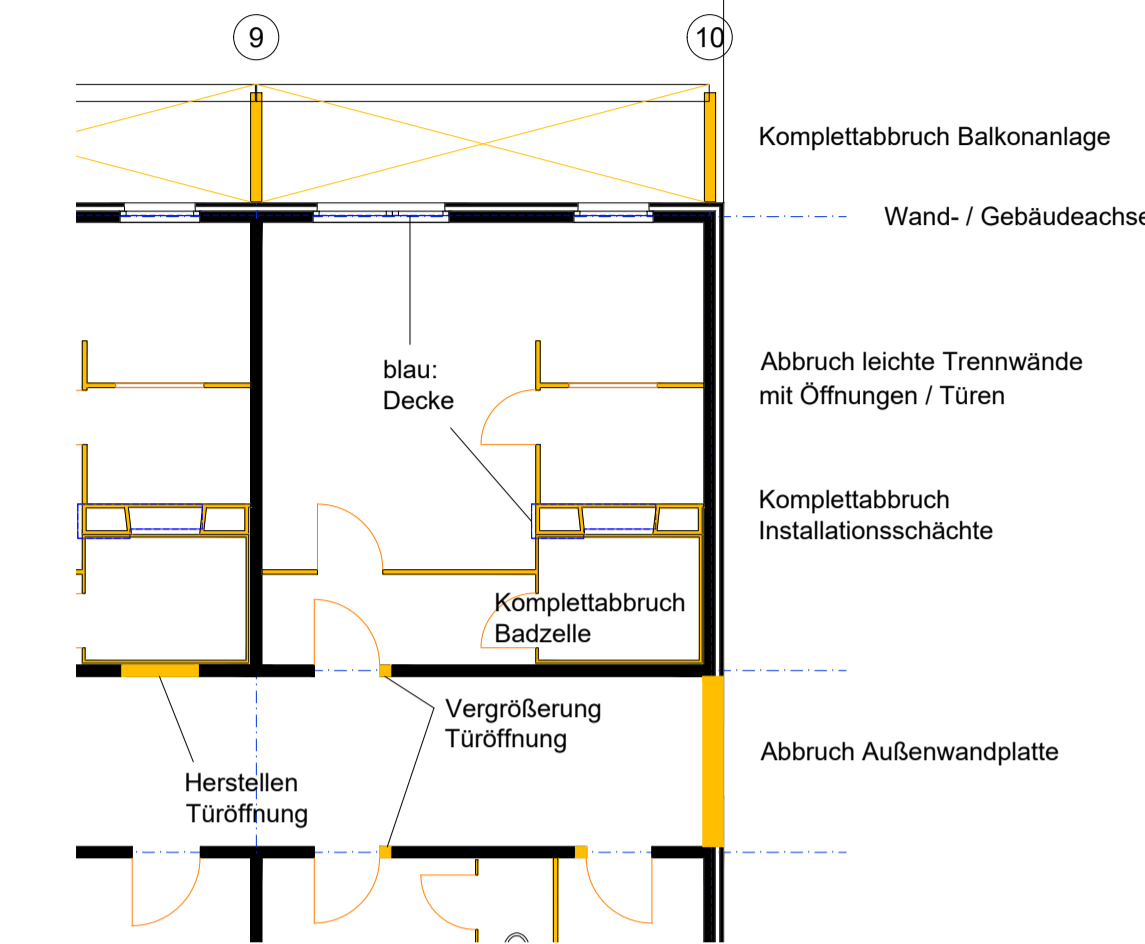 9
10
Komplettabbruch Balkonanlage
Wand- / Gebäudeachse
blau:
Decke
Abbruch leichte Trennwände
mit Öffnungen / Türen
Komplettabbruch
Installationsschächte
Komplettabbruch
Badzelle
Vergrößerung
Türöffnung
Herstellen
Türöffnung
Abbruch Außenwandplatte